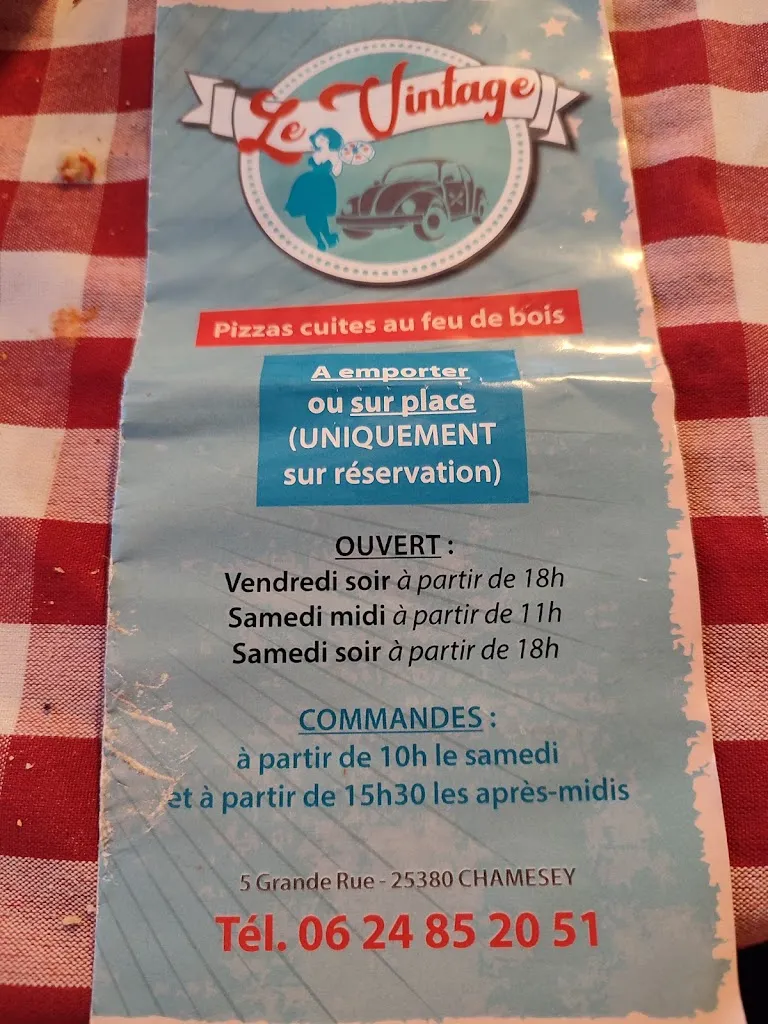 Le Vintage
Pizzas cuites au feu de bois
A emporter
ou sur place
(UNIQUEMENT
sur réservation)
OUVERT :
Vendredi soir à partir de 18h
Samedi midi à partir de 11h
Samedi soir à partir de 18h
COMMANDES :
à partir de 10h le samedi
et à partir de 15h30 les après-midis
5 Grande Rue - 25380 CHAMESEY
Tél. 06 24 85 20 51